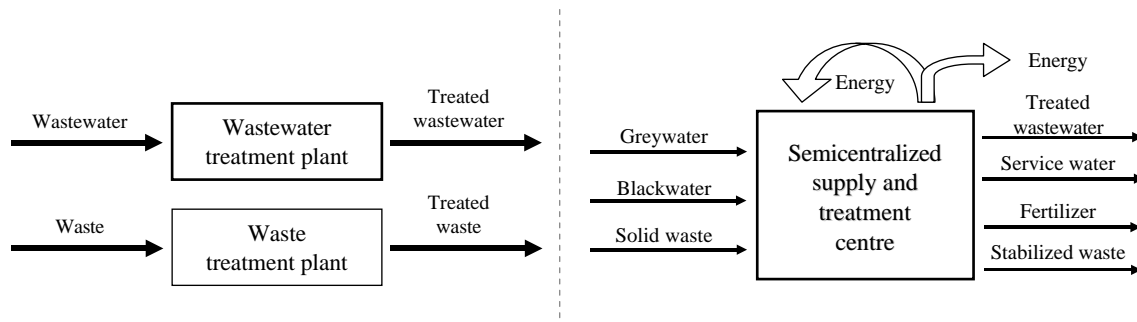 Wastewater
Wastewater
treatment plant
Treated
wastewater
Waste
Waste
treatment plant
Treated
waste
Energy
Energy
Greywater
Blackwater
Solid waste
Semicentralized
supply and
treatment
centre
Treated
wastewater
Service water
Fertilizer
Stabilized waste